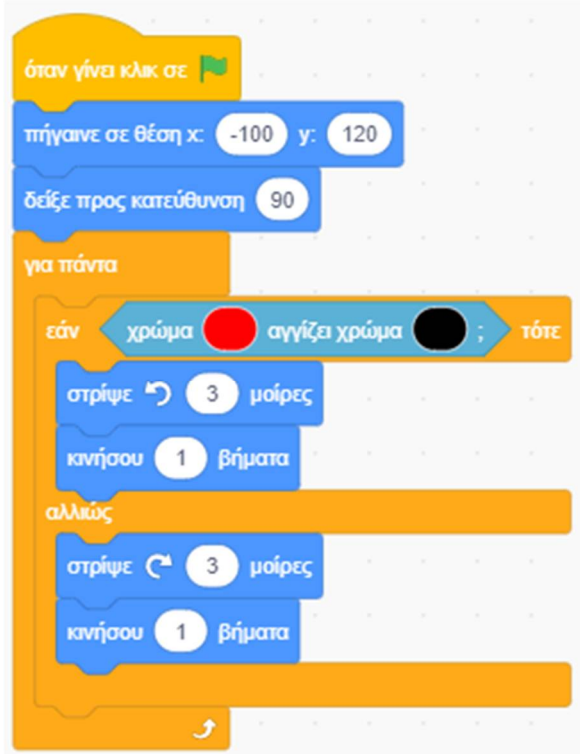 όταν γίνει κλικ σε
πήγαινε σε θέση x: -100 y: 120
δείξε προς κατεύθυνση 90
για πάντα
εάν χρώμα αγγίζει χρώμα ; τότε
στρίψε 3 μοίρες
κινήσου 1 βήματα
αλλιώς
στρίψε 3 μοίρες
κινήσου 1 βήματα